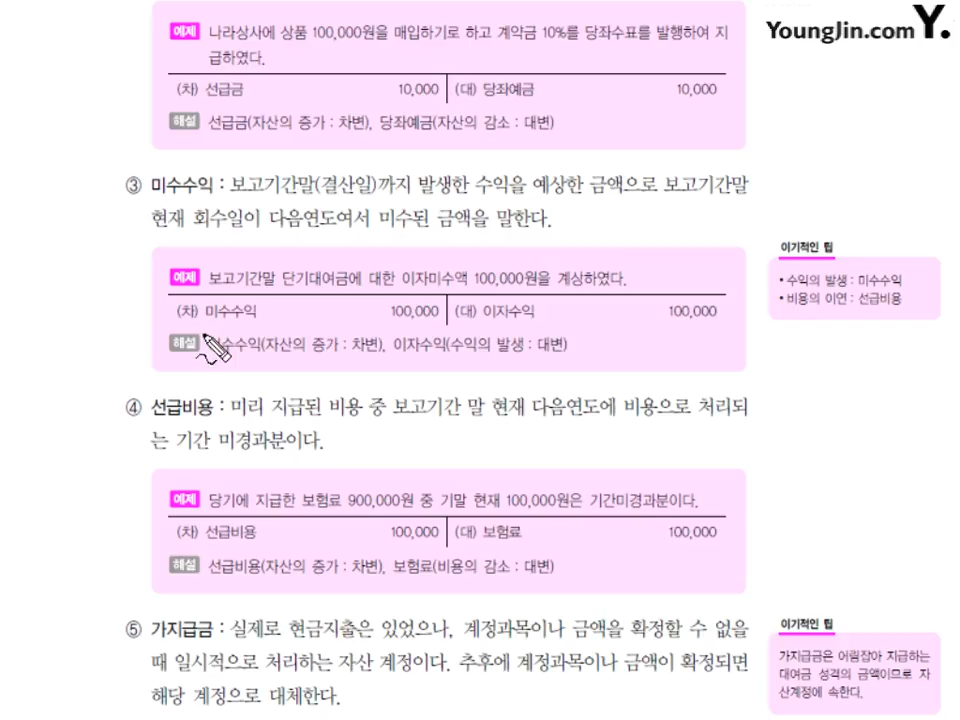 YoungJin.com Y.
예제 나라상사에 상품 100,000원을 매입하기로 하고 계약금 10%를 당좌수표를 발행하여 지
급하였다.
(차) 선급금 10,000 (대) 당좌예금 10,000
해설 선급금(자산의 증가 : 차변), 당좌예금(자산의 감소 : 대변)
③ 미수수익 : 보고기간말(결산일)까지 발생한 수익을 예상한 금액으로 보고기간말
현재 회수일이 다음연도여서 미수된 금액을 말한다.
예제 보고기간말 단기대여금에 대한 이자미수액 100,000원을 계상하였다.
(차) 미수수익 100,000 (대) 이자수익 100,000
해설 미수수익(자산의 증가 : 차변), 이자수익(수익의 발생 : 대변)
이기적인 팁
• 수익의 발생 : 미수수익
• 비용의 이연 : 선급비용
④ 선급비용 : 미리 지급된 비용 중 보고기간 말 현재 다음연도에 비용으로 처리되
는 기간 미경과분이다.
예제 당기에 지급한 보험료 900,000원 중 기말 현재 100,000원은 기간미경과분이다.
(차) 선급비용 100,000 (대) 보험료 100,000
해설 선급비용(자산의 증가 : 차변), 보험료(비용의 감소 : 대변)
⑤ 가지급금 : 실제로 현금지출은 있었으나, 계정과목이나 금액을 확정할 수 없을
때 일시적으로 처리하는 자산 계정이다. 추후에 계정과목이나 금액이 확정되면
해당 계정으로 대체한다.
이기적인 팁
가지급금은 어림잡아 지급하는
대여금 성격의 금액이므로 자
산계정에 속한다.